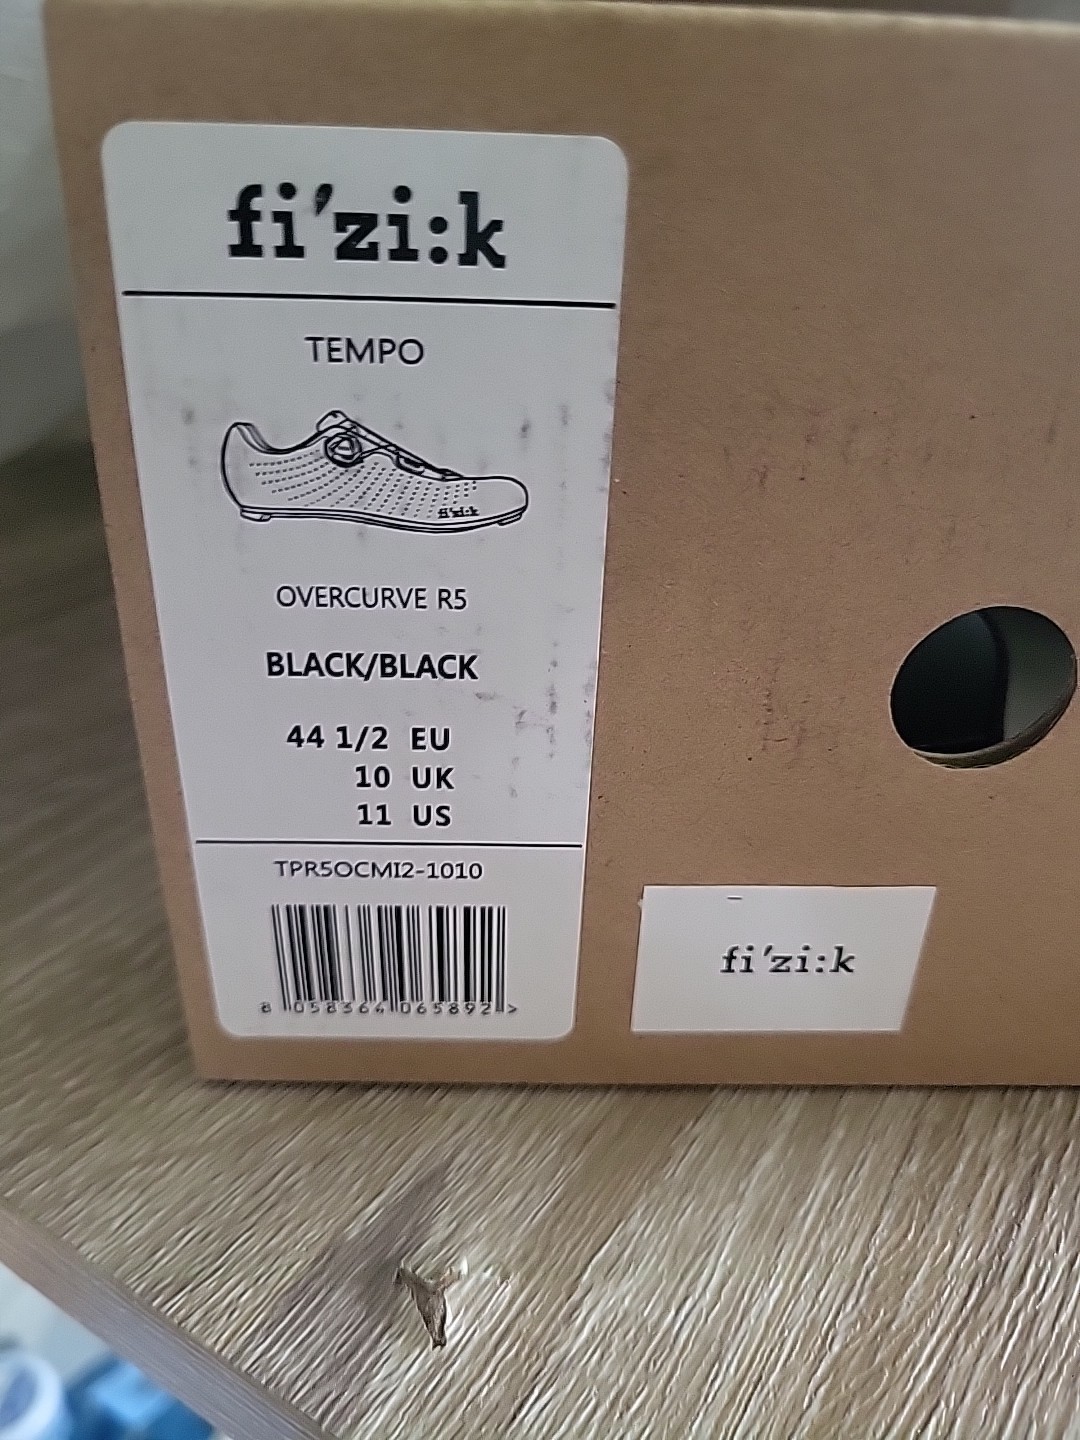 fi'zi:k
TEMPO
fi'zi:k
OVERCURVE R5
BLACK/BLACK
44 1/2 EU
10 UK
11 US
TPR5OCMI2-1010
8 058364 065892 >
fi'zi:k